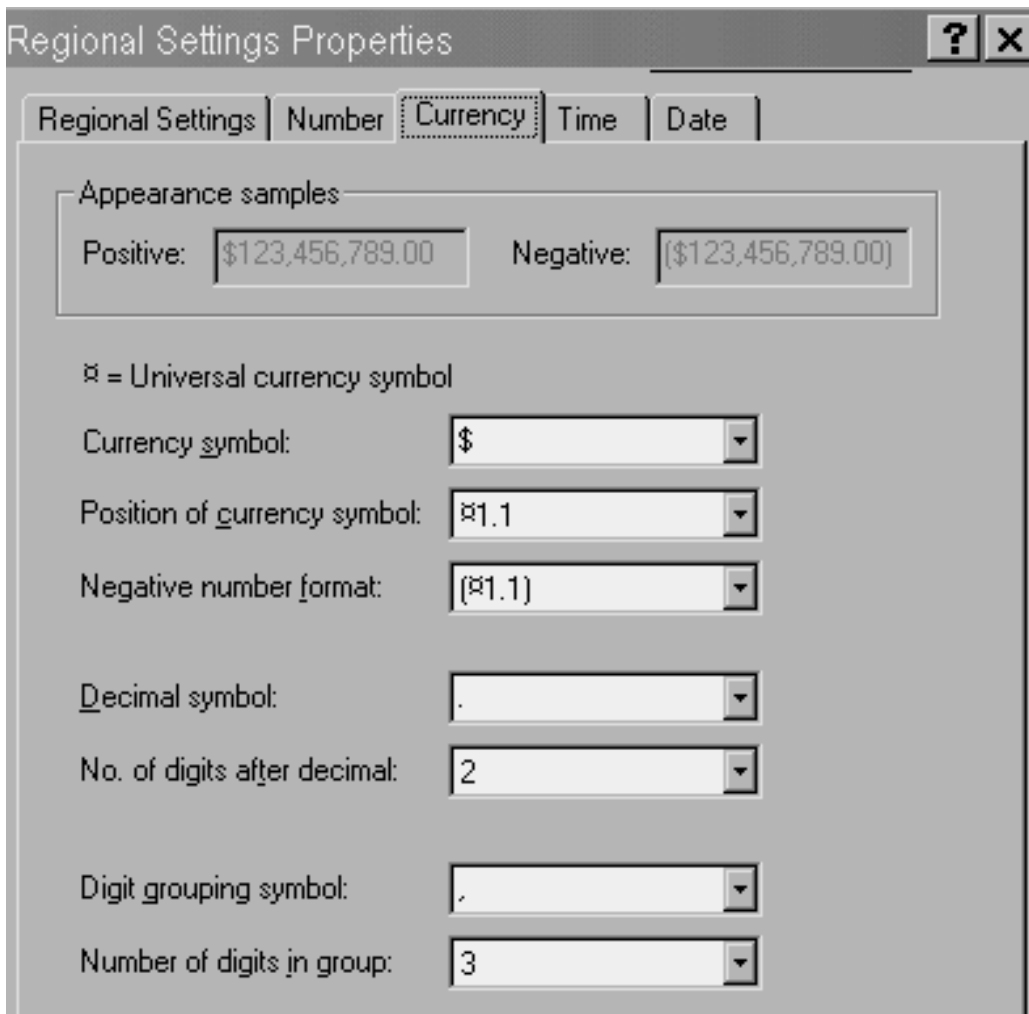 Regional Settings Properties ? ×
Regional Settings Number Currency Time Date
Appearance samples
Positive: $123,456,789.00 Negative: ($123,456,789.00)
¤ = Universal currency symbol
Currency symbol: $
Position of currency symbol: ¤1.1
Negative number format: (¤1.1)
Decimal symbol: .
No. of digits after decimal: 2
Digit grouping symbol: ,
Number of digits in group: 3